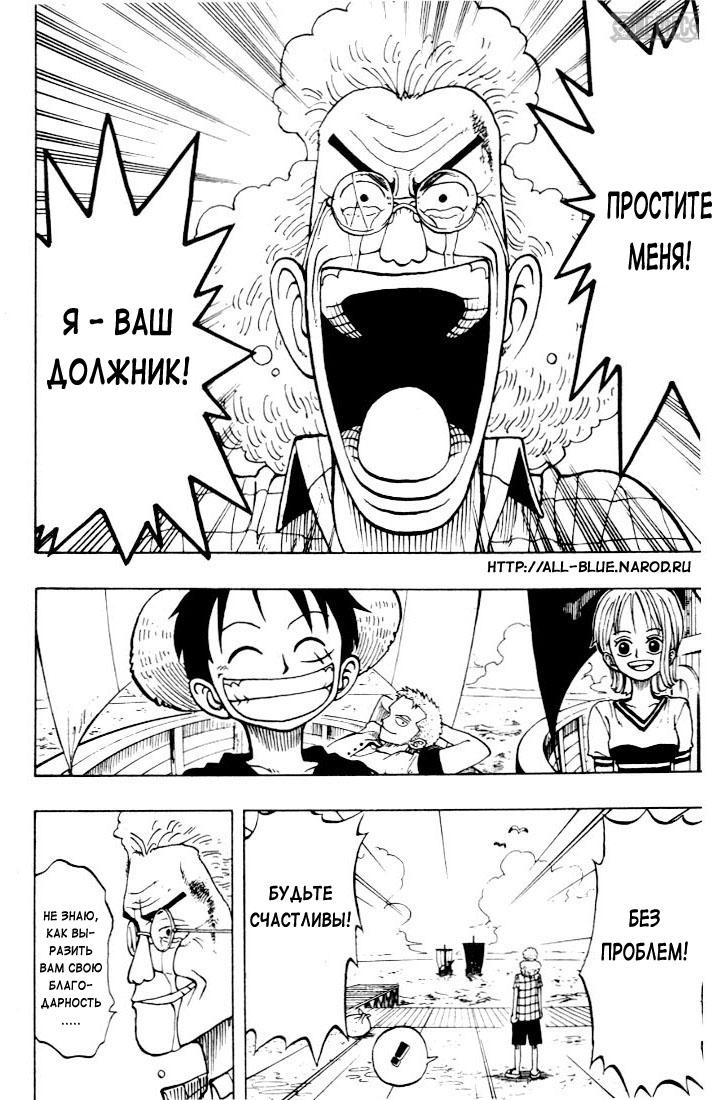 ПРОСТИТЕ
МЕНЯ!
Я - ВАШ
ДОЛЖНИК!
HTTP://ALL-BLUE.NAROD.RU
БЕЗ
ПРОБЛЕМ!
БУДЬТЕ
СЧАСТЛИВЫ!
!
НЕ ЗНАЮ,
КАК ВЫ-
РАЗИТЬ
ВАМ СВОЮ
БЛАГО-
ДАРНОСТЬ
.....